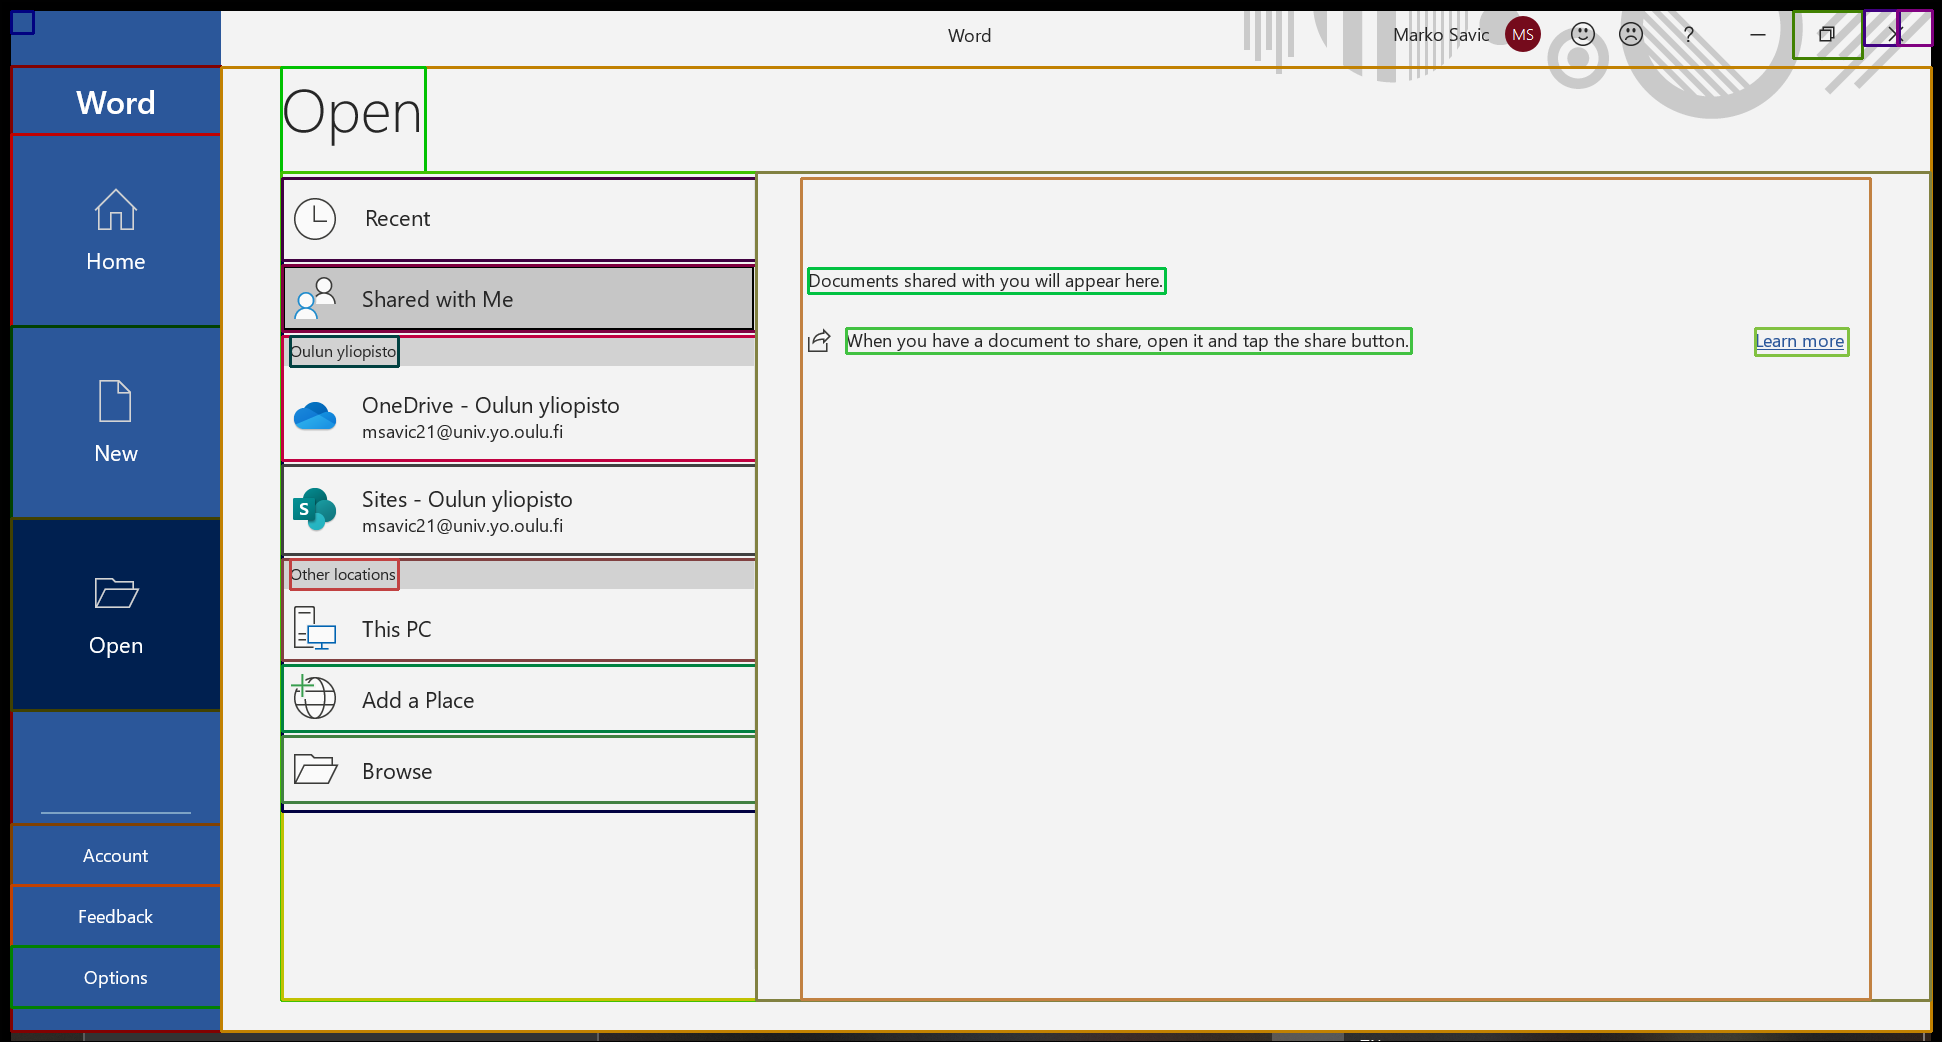 Word
Marko Savic
MS
?
Word
Home
New
Open
Account
Feedback
Options
Open
Recent
Shared with Me
Oulun yliopisto
OneDrive - Oulun yliopisto
msavic21@univ.yo.oulu.fi
S
Sites - Oulun yliopisto
msavic21@univ.yo.oulu.fi
Other locations
This PC
Add a Place
Browse
Documents shared with you will appear here.
When you have a document to share, open it and tap the share button.
Learn more